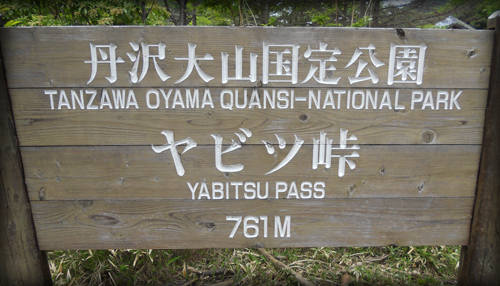 丹沢大山国定公園
TANZAWA OYAMA QUANSI-NATIONAL PARK
ヤビツ峠
YABITSU PASS
761M